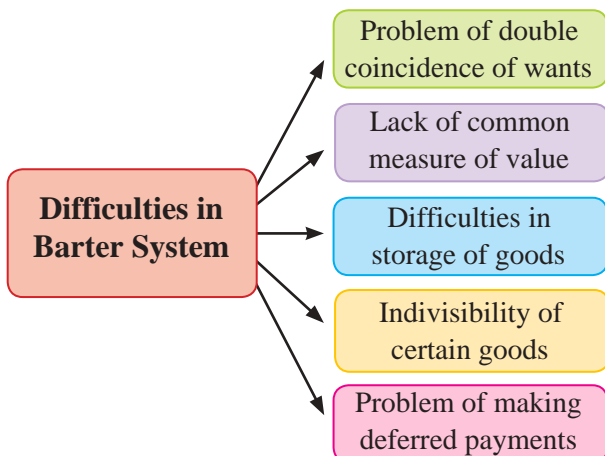 Difficulties in
Barter System
Problem of double
coincidence of wants
Lack of common
measure of value
Difficulties in
storage of goods
Indivisibility of
certain goods
Problem of making
deferred payments